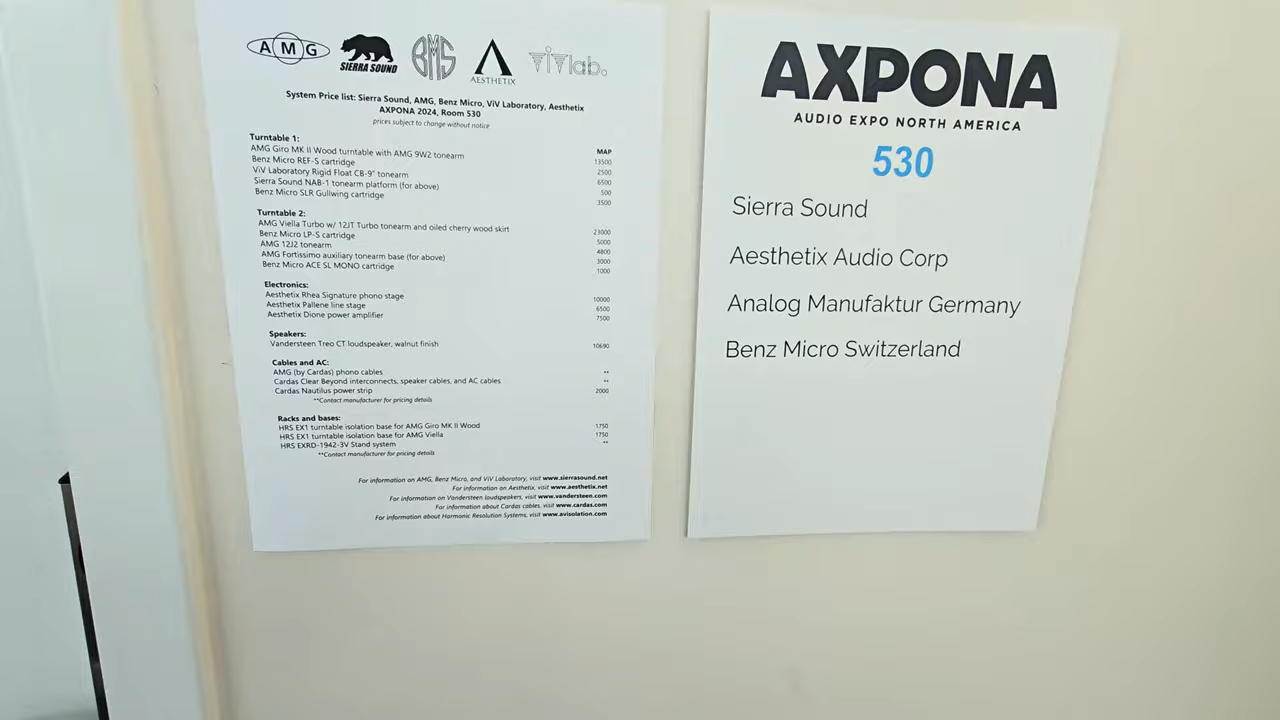 AMG
SIERRA SOUND
BMS
AESTHETIX
ViVlab.
System Price list: Sierra Sound, AMG, Benz Micro, ViV Laboratory, Aesthetix
AXPONA 2024, Room 530
prices subject to change without notice
Turntable 1:
MAP
AMG Giro MK II Wood turntable with AMG 9W2 tonearm 13500
Benz Micro REF-S cartridge 2500
ViV Laboratory Rigid Float CB-9" tonearm 6500
Sierra Sound NAB-1 tonearm platform (for above) 500
Benz Micro SLR Gullwing cartridge 3500
Turntable 2:
AMG Viella Turbo w/ 12JT Turbo tonearm and oiled cherry wood skirt 23000
Benz Micro LP-S cartridge 5000
AMG 12J2 tonearm 4800
AMG Fortissimo auxiliary tonearm base (for above) 3000
Benz Micro ACE SL MONO cartridge 1000
Electronics:
Aesthetix Rhea Signature phono stage 10000
Aesthetix Pallene line stage 6500
Aesthetix Dione power amplifier 7500
Speakers:
Vandersteen Treo CT loudspeaker, walnut finish 10690
Cables and AC:
AMG (by Cardas) phono cables **
Cardas Clear Beyond interconnects, speaker cables, and AC cables **
Cardas Nautilus power strip 2000
**Contact manufacturer for pricing details
Racks and bases:
HRS EX1 turntable isolation base for AMG Giro MK II Wood 1750
HRS EX1 turntable isolation base for AMG Viella 1750
HRS EXRD-1942-3V Stand system **
**Contact manufacturer for pricing details
For information on AMG, Benz Micro, and ViV Laboratory, visit www.sierrasound.net
For information on Aesthetix, visit www.aesthetix.net
For information on Vandersteen loudspeakers, visit www.vandersteen.com
For information about Cardas cables, visit www.cardas.com
For information about Harmonic Resolution Systems, visit www.avisolation.com
AXPONA
AUDIO EXPO NORTH AMERICA
530
Sierra Sound
Aesthetix Audio Corp
Analog Manufaktur Germany
Benz Micro Switzerland